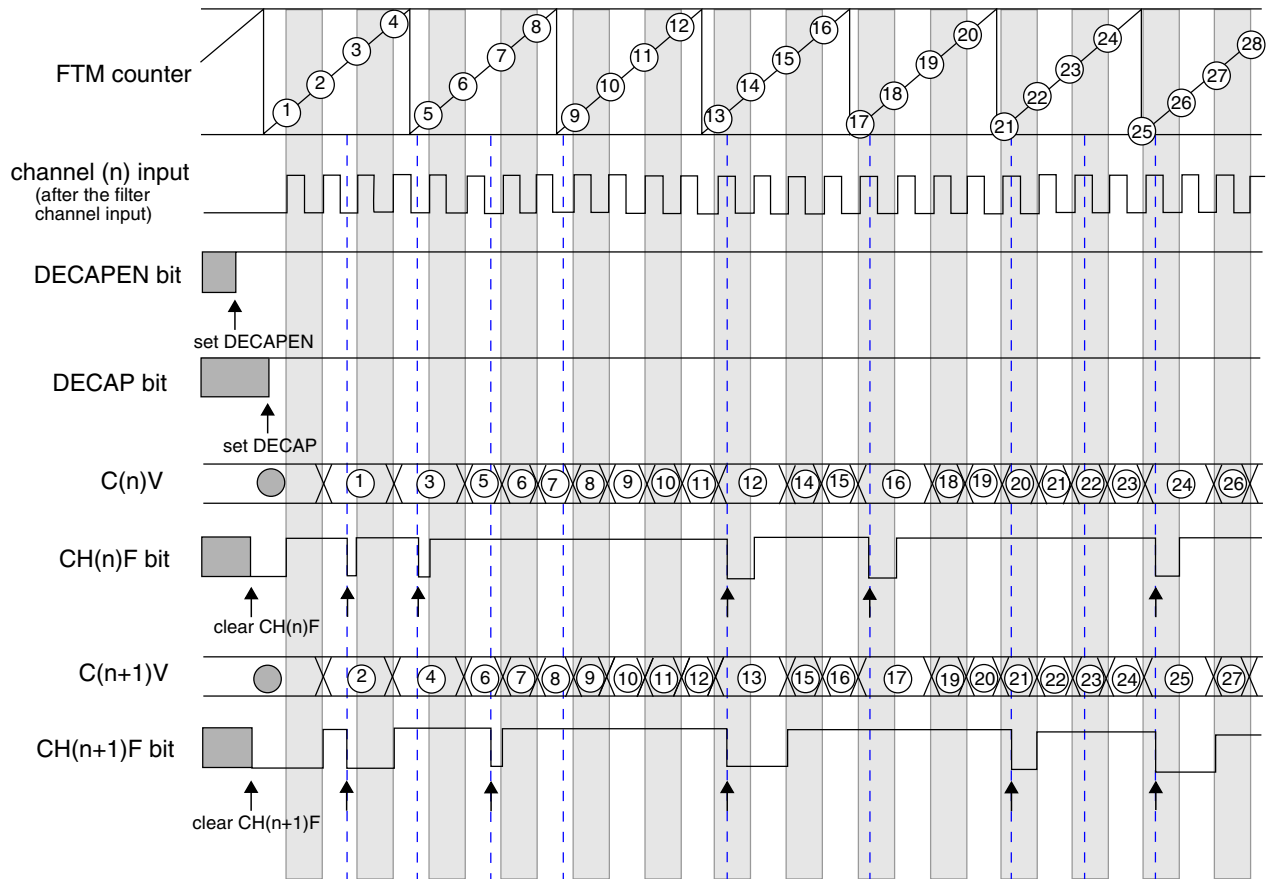 4 8 12 16 20 24 28
3 7 11 15 19 23 27
FTM counter 2 6 10 14 18 22 26
1 5 9 13 17 21 25
channel (n) input
(after the filter
channel input)
DECAPEN bit
set DECAPEN
DECAP bit
set DECAP
C(n)V 1 3 5 6 7 8 9 10 11 12 14 15 16 18 19 20 21 22 23 24 26
CH(n)F bit
clear CH(n)F
C(n+1)V 2 4 6 7 8 9 10 11 12 13 15 16 17 19 20 21 22 23 24 25 27
CH(n+1)F bit
clear CH(n+1)F